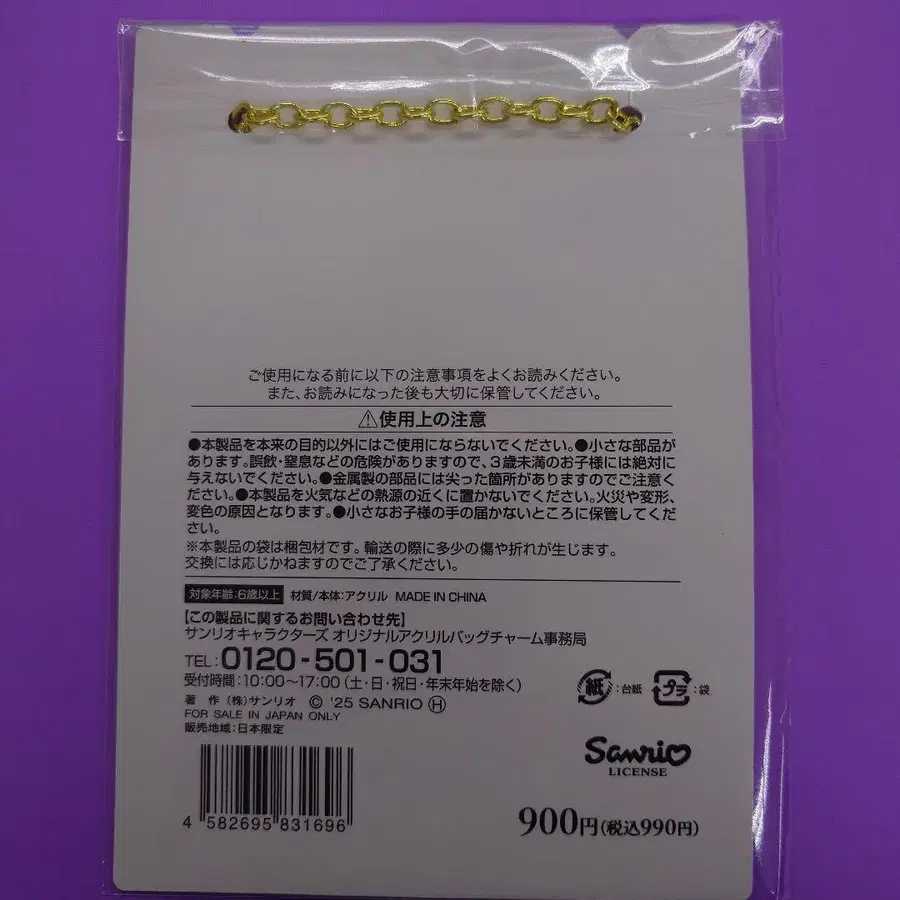 ご使用になる前に以下の注意事項をよくお読みください。
また、お読みになった後も大切に保管してください。
⚠使用上の注意
●本製品を本来の目的以外にはご使用にならないでください。●小さな部品が
あります。誤飲・窒息などの危険がありますので、3歳未満のお子様には絶対に
与えないでください。●金属製の部品には尖った箇所がありますのでご注意く
ださい。●本製品を火気などの熱源の近くに置かないでください。火災や変形、
変色の原因となります。●小さなお子様の手の届かないところに保管してくだ
さい。
※本製品の袋は梱包材です。輸送の際に多少の傷や折れが生じます。
交換には応じかねますのでご了承ください。
対象年齢:6歳以上 材質/本体:アクリル MADE IN CHINA
【この製品に関するお問い合わせ先】
サンリオキャラクターズ オリジナルアクリルバッグチャーム事務局
TEL:0120-501-031
受付時間:10:00~17:00(土・日・祝日・年末年始を除く)
著 作 (株)サンリオ © '25 SANRIO Ⓗ
FOR SALE IN JAPAN ONLY
販売地域:日本限定
紙:台紙 プラ:袋
Sanrio
LICENSE
4 582695 831696
900円(税込990円)